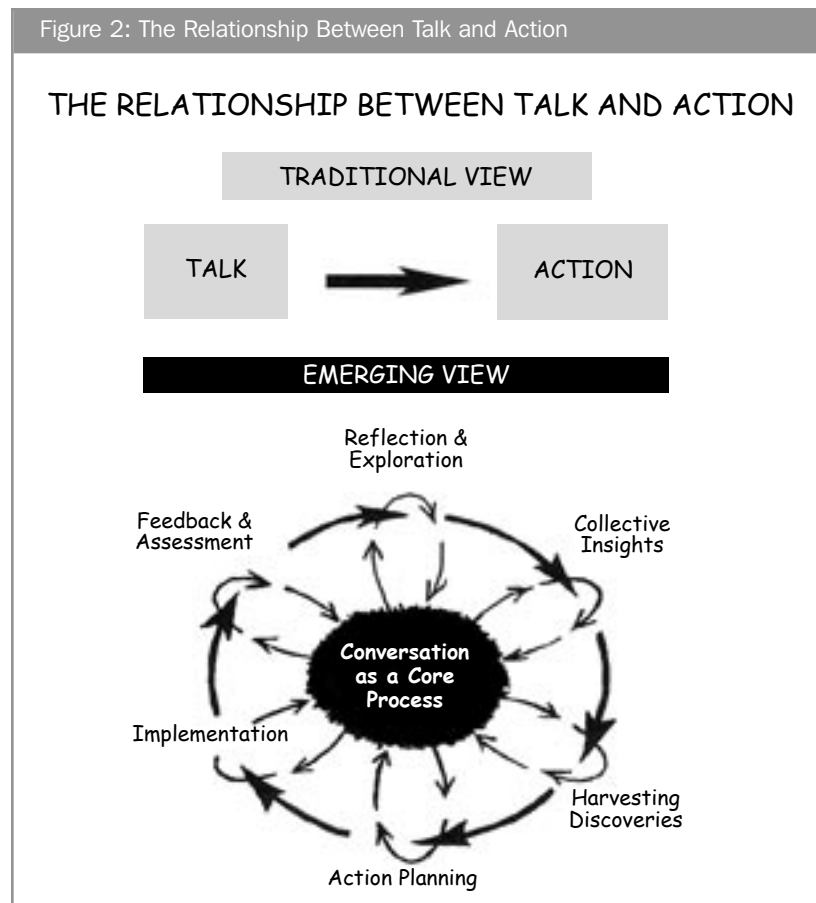 Figure 2: The Relationship Between Talk and Action
THE RELATIONSHIP BETWEEN TALK AND ACTION
TRADITIONAL VIEW
TALK
ACTION
EMERGING VIEW
Reflection &
Exploration
Feedback &
Assessment
Collective
Insights
Conversation
as a Core
Process
Implementation
Harvesting
Discoveries
Action Planning